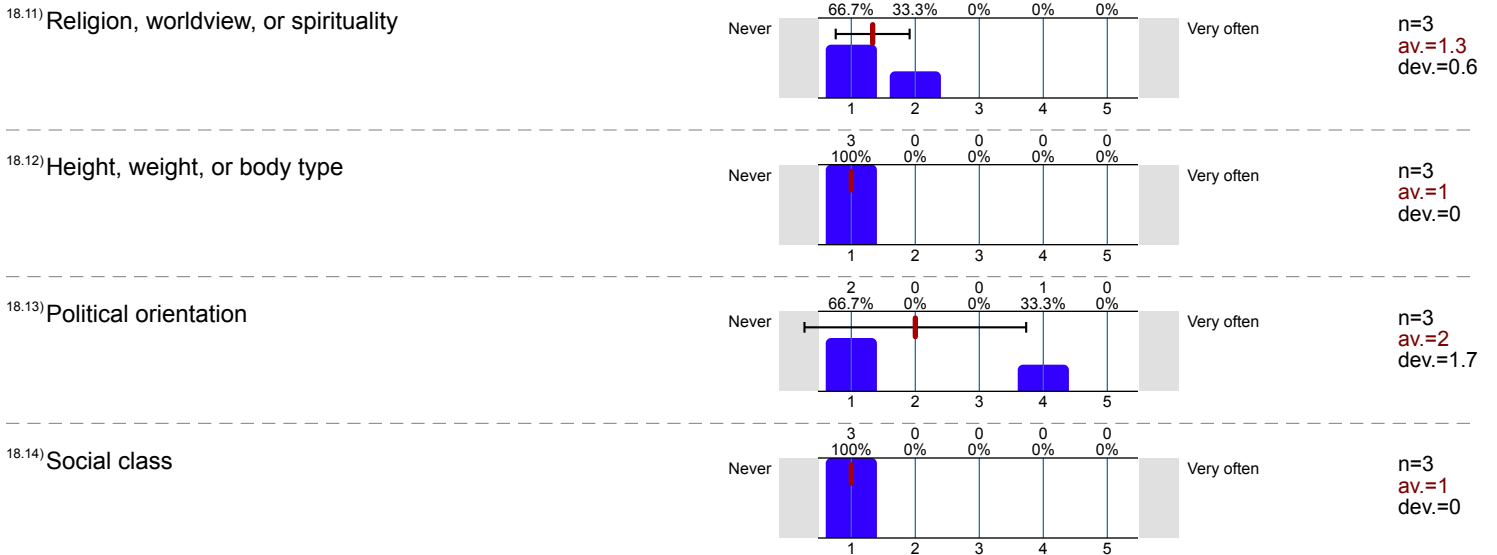 18.11) Religion, worldview, or spirituality
66.7% 33.3% 0% 0% 0%
Never Very often
n=3
av.=1.3
dev.=0.6
1 2 3 4 5
18.12) Height, weight, or body type
3 0 0 0 0
100% 0% 0% 0% 0%
Never Very often
n=3
av.=1
dev.=0
1 2 3 4 5
18.13) Political orientation
2 0 0 1 0
66.7% 0% 0% 33.3% 0%
Never Very often
n=3
av.=2
dev.=1.7
1 2 3 4 5
18.14) Social class
3 0 0 0 0
100% 0% 0% 0% 0%
Never Very often
n=3
av.=1
dev.=0
1 2 3 4 5